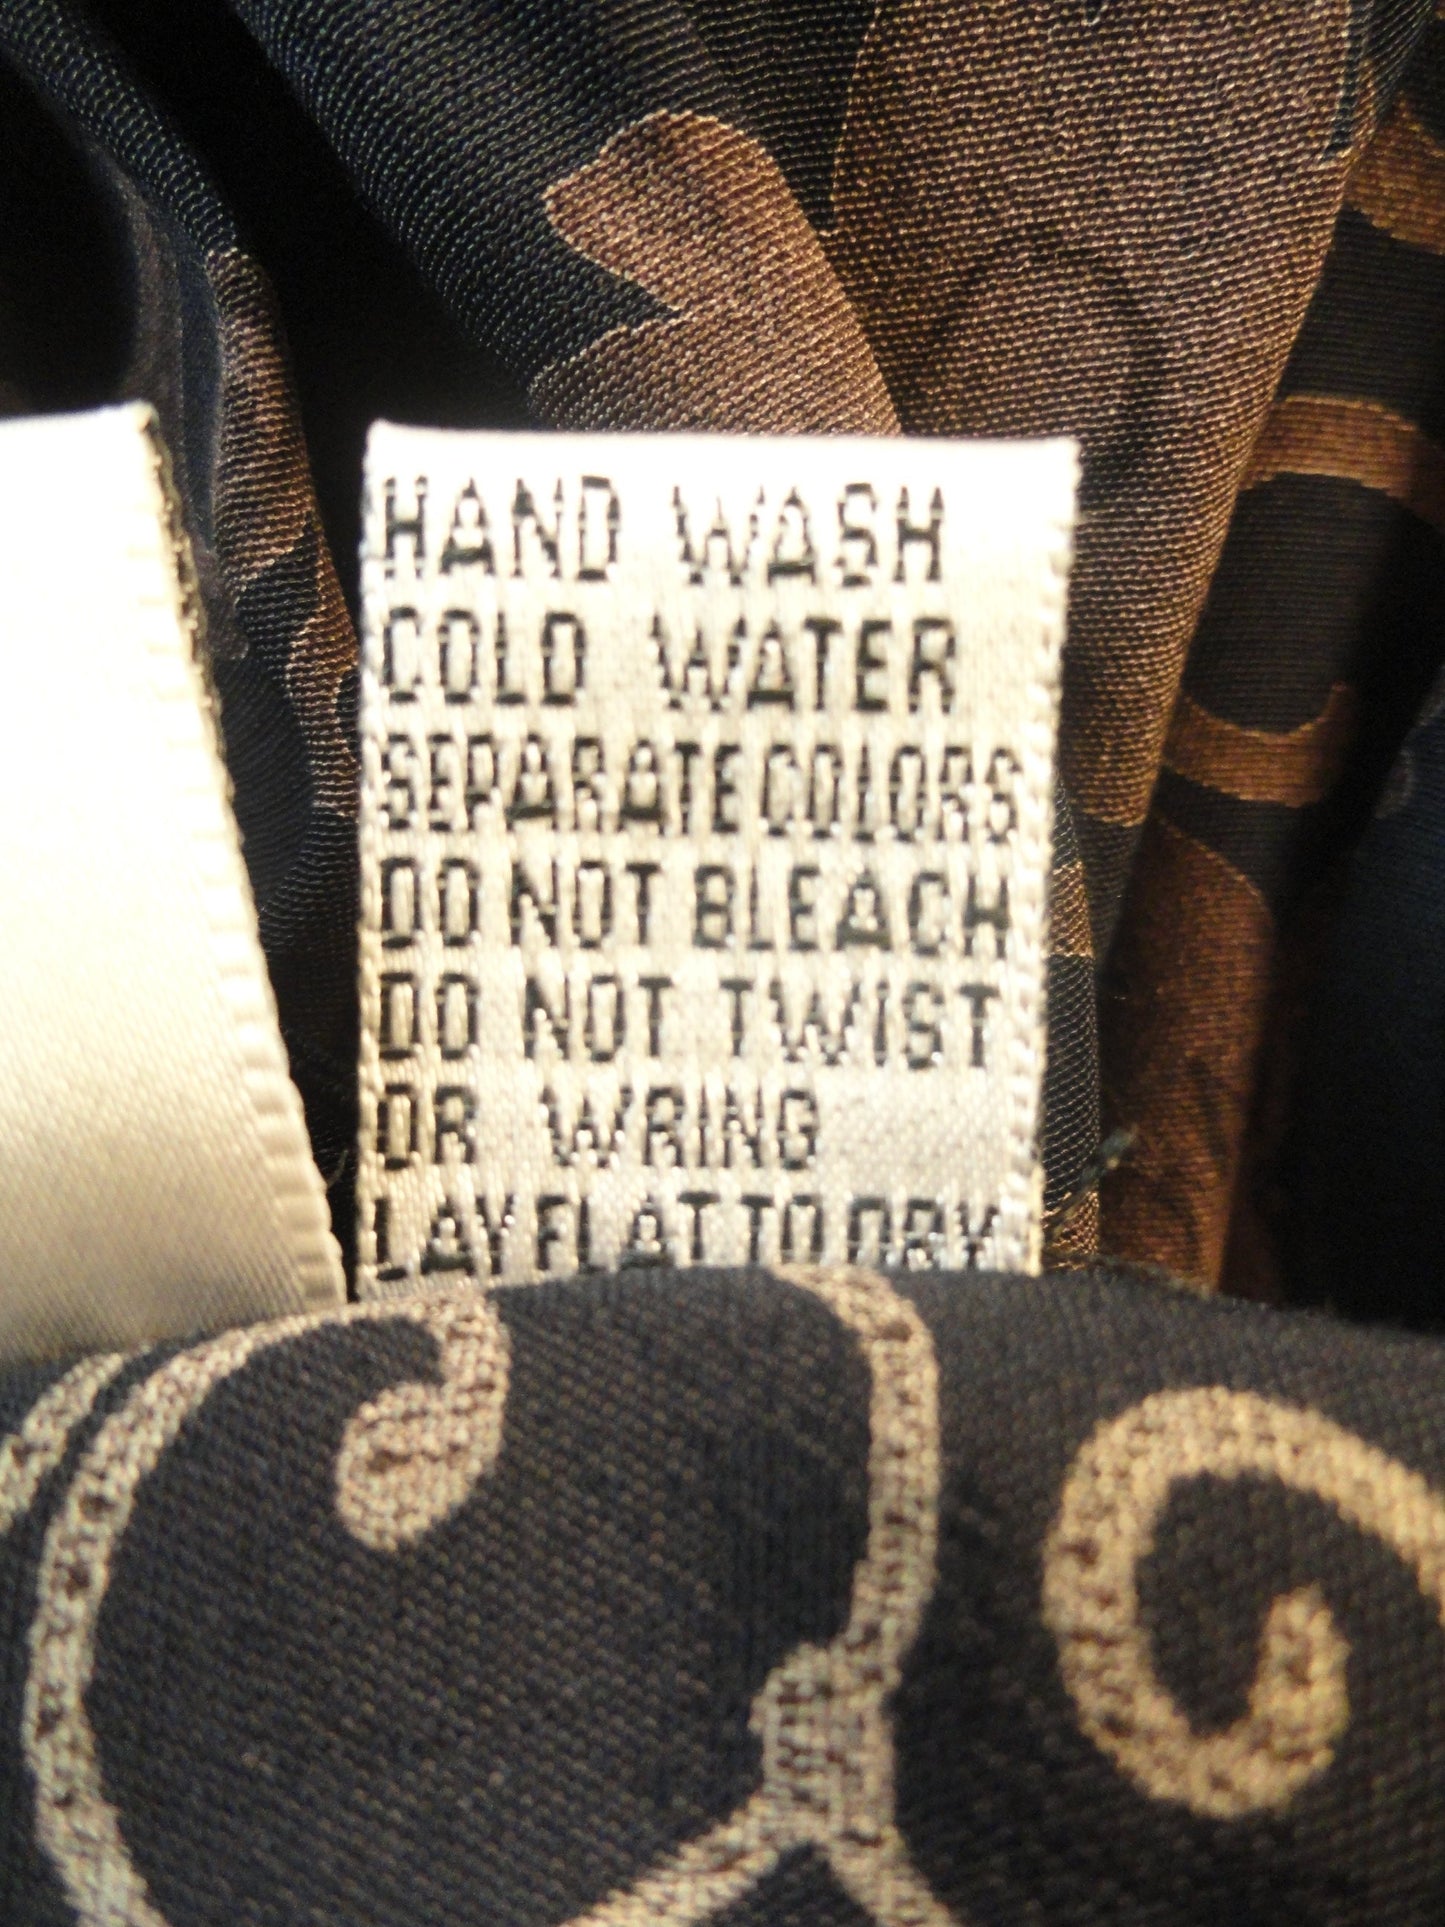 HAND WASH
COLD WATER
SEPARATE COLORS
DO NOT BLEACH
DO NOT TWIST
OR WRING
LAY FLAT TO DRY